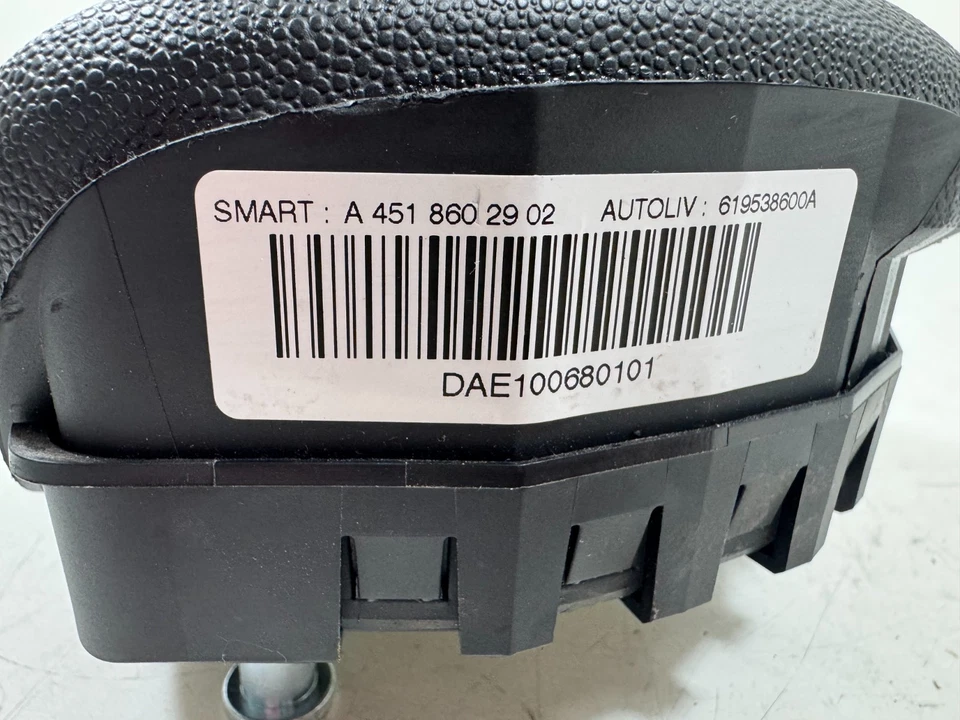 SMART : A 451 860 29 02 AUTOLIV : 619538600A
DAE100680101